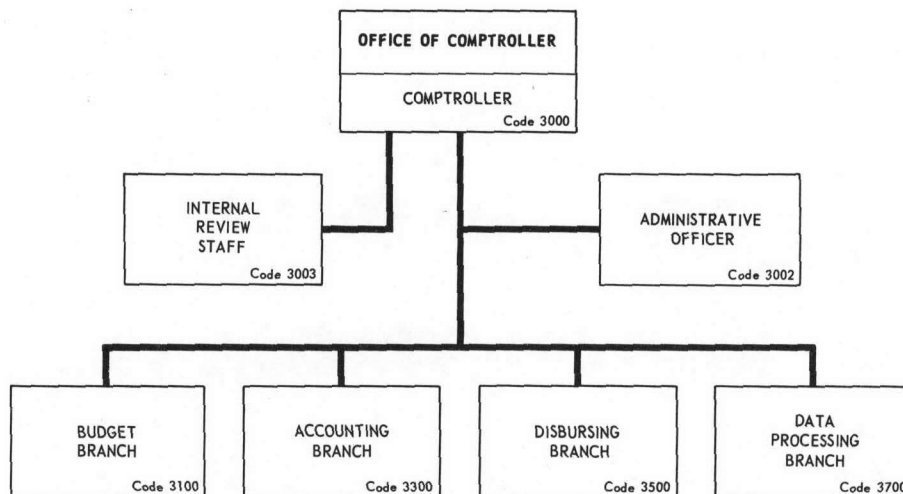 OFFICE OF COMPTROLLER
COMPTROLLER
Code 3000
INTERNAL
REVIEW
STAFF
Code 3003
ADMINISTRATIVE
OFFICER
Code 3002
BUDGET
BRANCH
Code 3100
ACCOUNTING
BRANCH
Code 3300
DISBURSING
BRANCH
Code 3500
DATA
PROCESSING
BRANCH
Code 3700